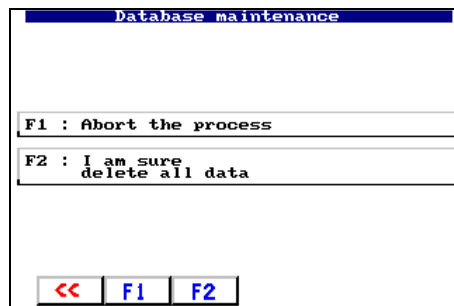 Database maintenance
F1 : Abort the process
F2 : I am sure
delete all data
<< F1 F2